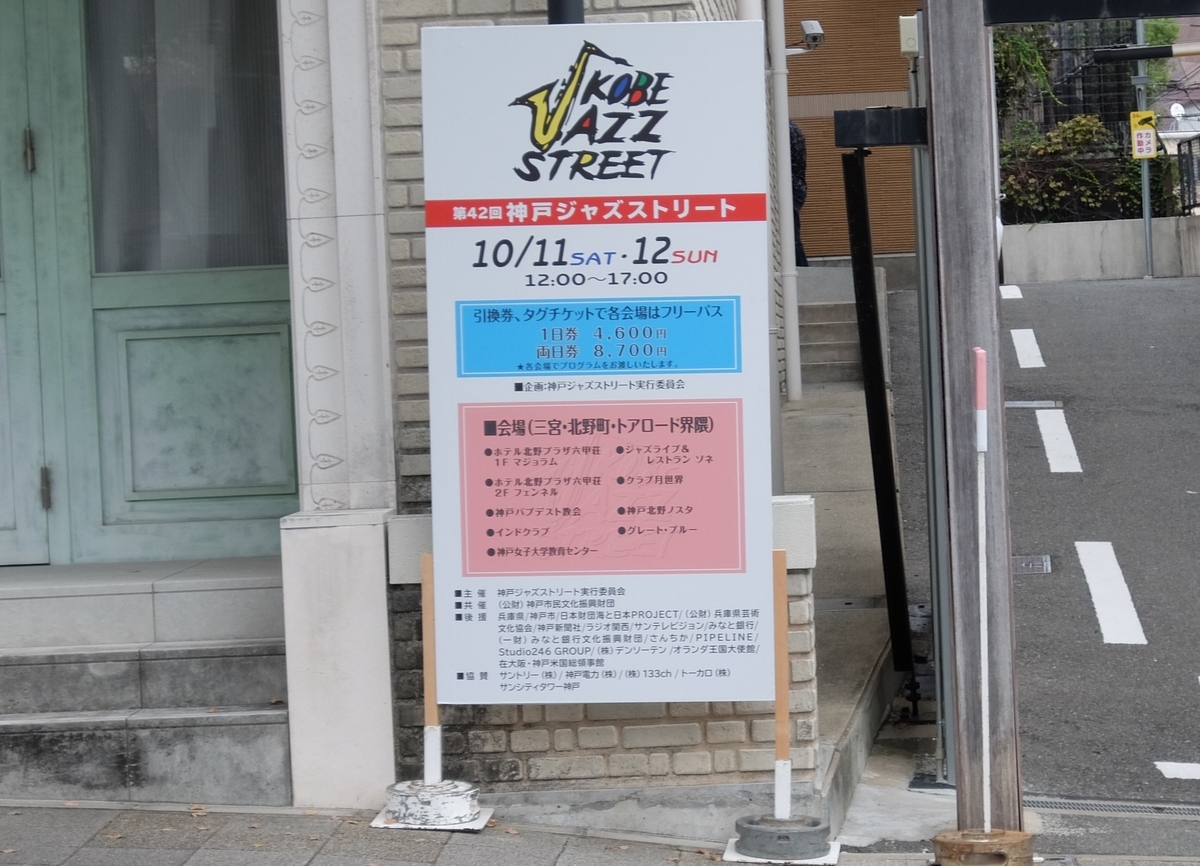 KOBE
JAZZ
STREET
第42回 神戸ジャズストリート
10/11SAT・12SUN
12:00～17:00
引換券、タグチケットで各会場はフリーパス
1日券 4,600円
両日券 8,700円
★各会場でプログラムをお渡しいたします。
■企画:神戸ジャズストリート実行委員会
■会場(三宮・北野町・トアロード界隈)
●ホテル北野プラザ六甲荘
1F マジョラム
●ホテル北野プラザ六甲荘
2F フェンネル
●神戸バプテスト教会
●インドクラブ
●神戸女子大学教育センター
●ジャズライブ&
レストラン ソネ
●クラブ月世界
●神戸北野ノスタ
●グレート・ブルー
■主 催 神戸ジャズストリート実行委員会
■共 催 (公財)神戸市民文化振興財団
■後 援 兵庫県/神戸市/日本財団海と日本PROJECT/(公財)兵庫県芸術
文化協会/神戸新聞社/ラジオ関西/サンテレビジョン/みなと銀行/
(一財)みなと銀行文化振興財団/さんちか/PIPELINE/
Studio246 GROUP/(株)デンソーテン/オランダ王国大使館/
在大阪・神戸米国総領事館
■協 賛 サントリー(株)/神戸電力(株)/(株)133ch/トーカロ(株)
サンシティタワー神戸
カメラ
作動中